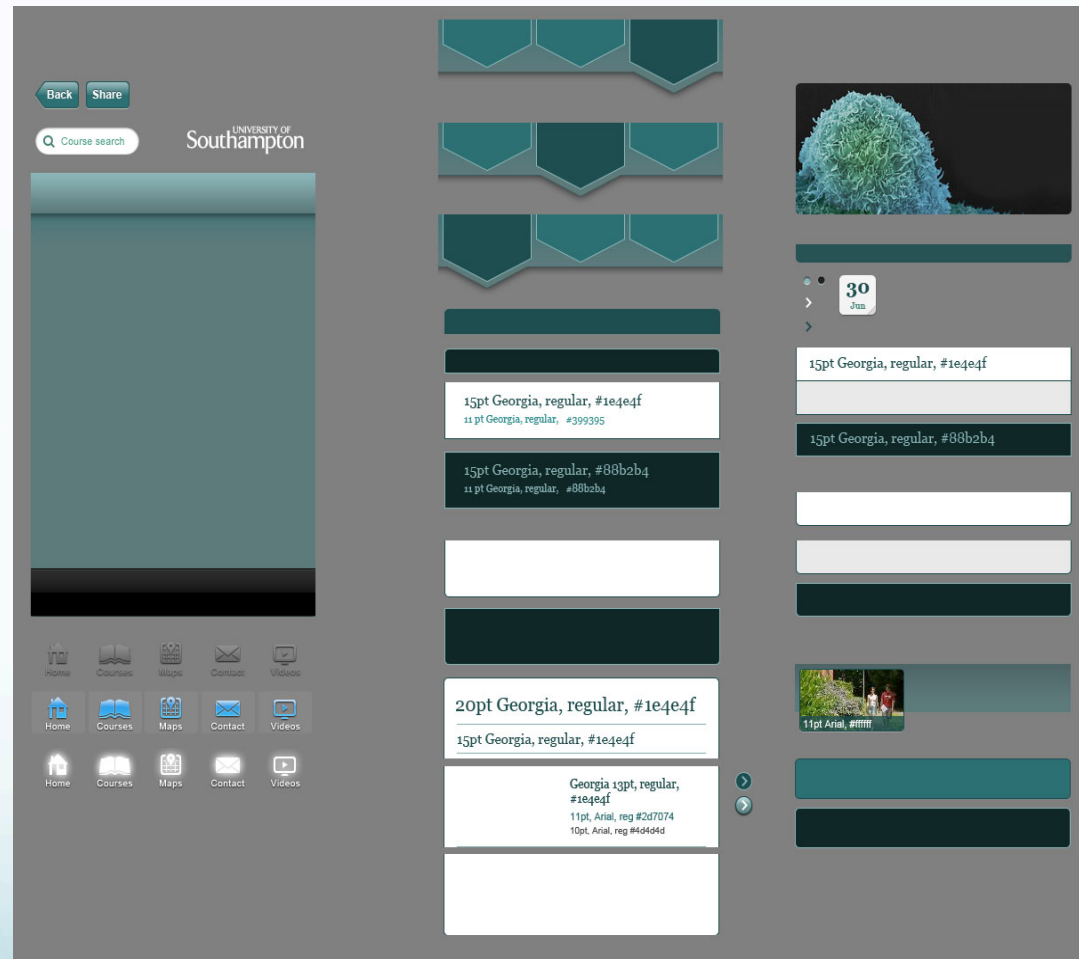 Back
Share
Course search
UNIVERSITY OF
Southampton
Home
Courses
Maps
Contact
Videos
Home
Courses
Maps
Contact
Videos
Home
Courses
Maps
Contact
Videos
15pt Georgia, regular, #1e4e4f
11 pt Georgia, regular, #399395
15pt Georgia, regular, #88b2b4
11 pt Georgia, regular, #88b2b4
20pt Georgia, regular, #1e4e4f
15pt Georgia, regular, #1e4e4f
Georgia 13pt, regular,
#1e4e4f
11pt, Arial, reg #2d7074
10pt, Arial, reg #4d4d4d
30
Jun
15pt Georgia, regular, #1e4e4f
15pt Georgia, regular, #88b2b4
11pt Arial, #ffffff